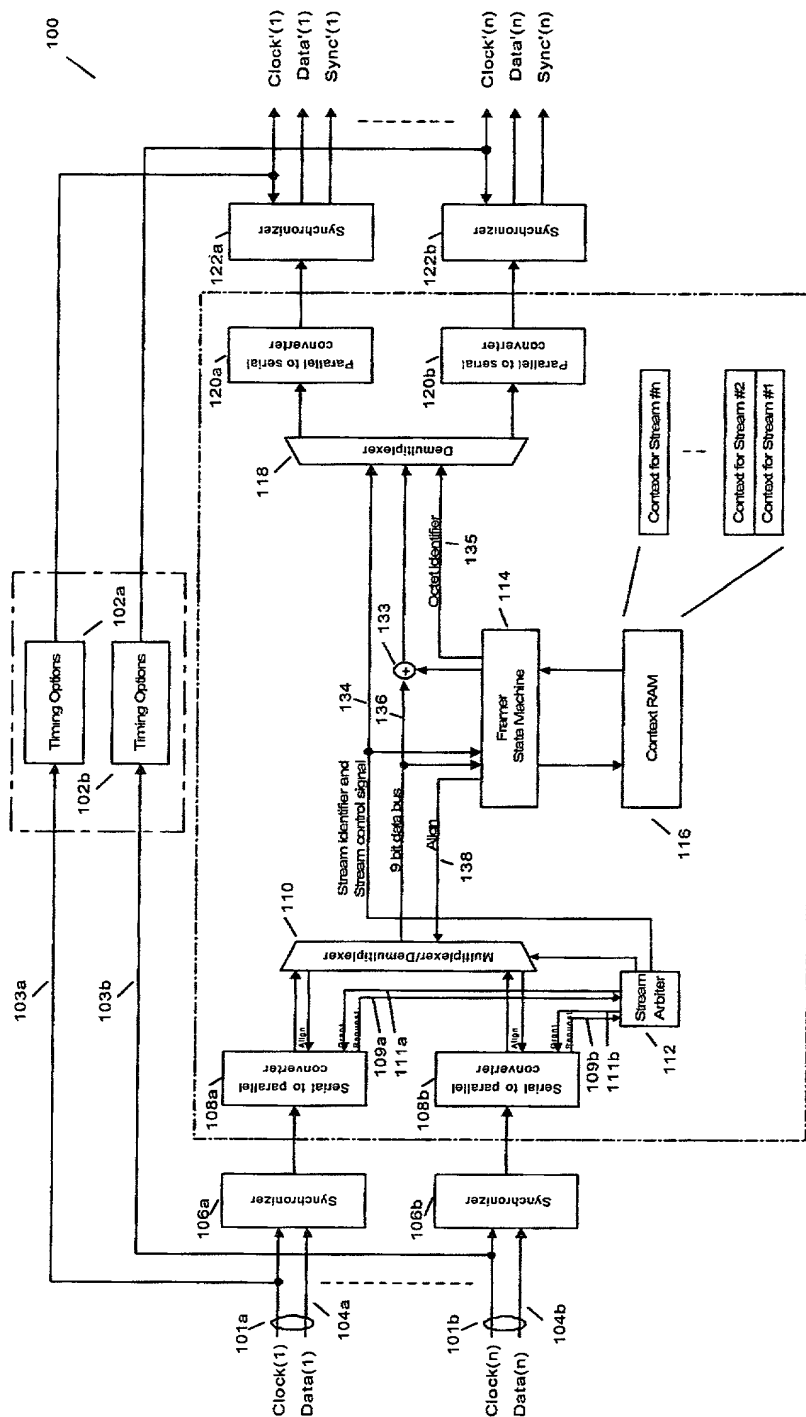 100
103a
103b
Timing Options
102a
Timing Options
102b
Clock'(1)
Data'(1)
Sync'(1)
Clock'(n)
Data'(n)
Sync'(n)
101a
Clock(1)
Data(1)
104a
101b
Clock(n)
Data(n)
104b
106a
Synchronizer
106b
Synchronizer
108a
Serial to parallel
converter
108b
Serial to parallel
converter
Align
Grant
Request
109a
111a
Align
Grant
Request
109b
111b
110
Multiplexer/Demultiplexer
Stream
Arbiter
112
Stream identifier and
Stream control signal
134
9 bit data bus
136
Align
138
133
Octet Identifier
135
Framer
State Machine
114
Context RAM
116
Context for Stream #n
Context for Stream #2
Context for Stream #1
118
Demultiplexer
120a
Parallel to serial
converter
120b
Parallel to serial
converter
122a
Synchronizer
122b
Synchronizer